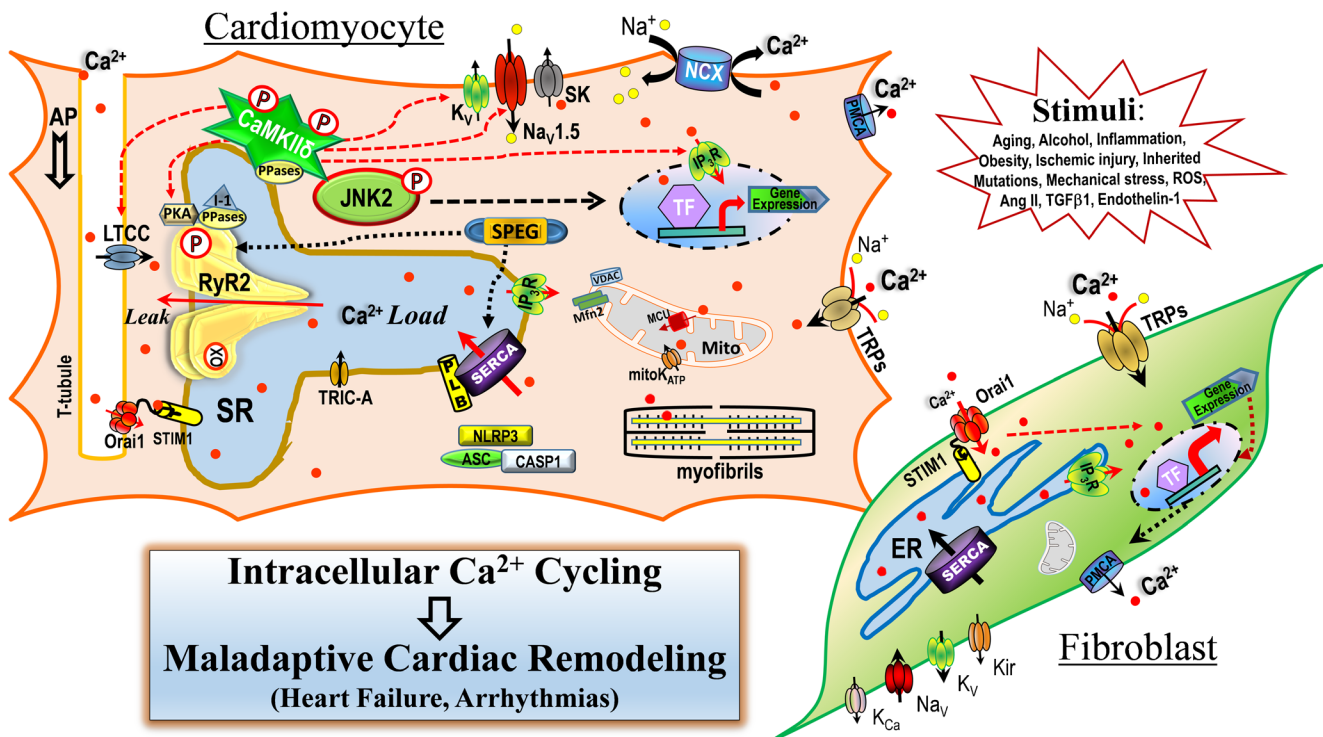 Cardiomyocyte
Ca²⁺
AP
T-tubule
LTCC
P
P
CaMKIIδ
PPases
JNK2
P
PKA
I-1
PPases
P
RyR2
Leak
XO
Ca²⁺ Load
SR
Orai1
STIM1
TRIC-A
PLB
SERCA
IP₃R
SPEG
Kᵥ
Naᵥ1.5
SK
Na⁺
NCX
Ca²⁺
PMCA
Ca²⁺
IP₃R
TF
Gene
Expression
VDAC
Mfn2
MCU
Mito
mitoK_ATP
NLRP3
ASC
CASP1
myofibrils
Na⁺
Ca²⁺
TRPs
Stimuli:
Aging, Alcohol, Inflammation,
Obesity, Ischemic injury, Inherited
Mutations, Mechanical stress, ROS,
Ang II, TGFβ1, Endothelin-1
Ca²⁺
Na⁺
TRPs
Ca²⁺
Orai1
STIM1
Gene
Expression
TF
IP₃R
ER
SERCA
PMCA
Ca²⁺
Kir
Kᵥ
Naᵥ
K_Ca
Fibroblast
Intracellular Ca²⁺ Cycling
Maladaptive Cardiac Remodeling
(Heart Failure, Arrhythmias)